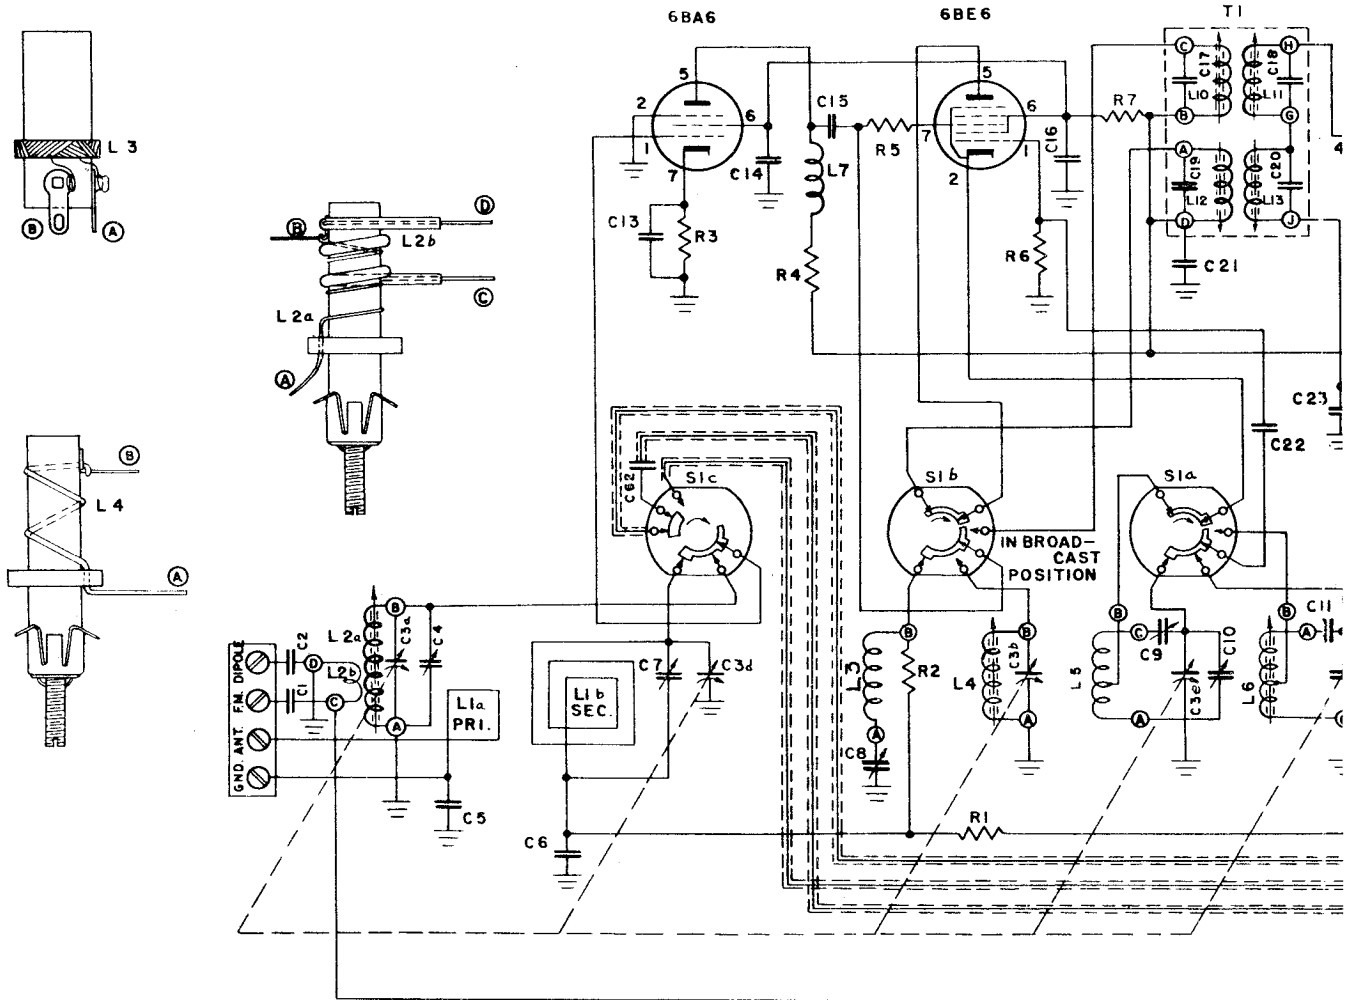 6BA6
6BE6
T1
L 3
B
A
B
D
L2b
C
L2a
A
B
L 4
A
5
2
6
1
7
C14
C13
R3
C15
R5
L7
R4
5
6
7
1
2
C16
R6
R7
C
C17
L10
B
A
C19
L12
D
C21
H
C18
L11
G
C20
L13
J
4
C23
C22
C62
S1c
S1b
IN BROAD-
CAST
POSITION
S1a
DIPOLE
F.M.
ANT.
GND.
C2
C1
D
L2b
C
L2a
B
C3a
C4
A
L1a
PRI.
C5
L1b
SEC.
C6
C7
C3d
L3
B
R2
A
C8
L4
B
C3b
A
R1
L5
B
C
C9
A
C3e
C10
L6
B
A
C11